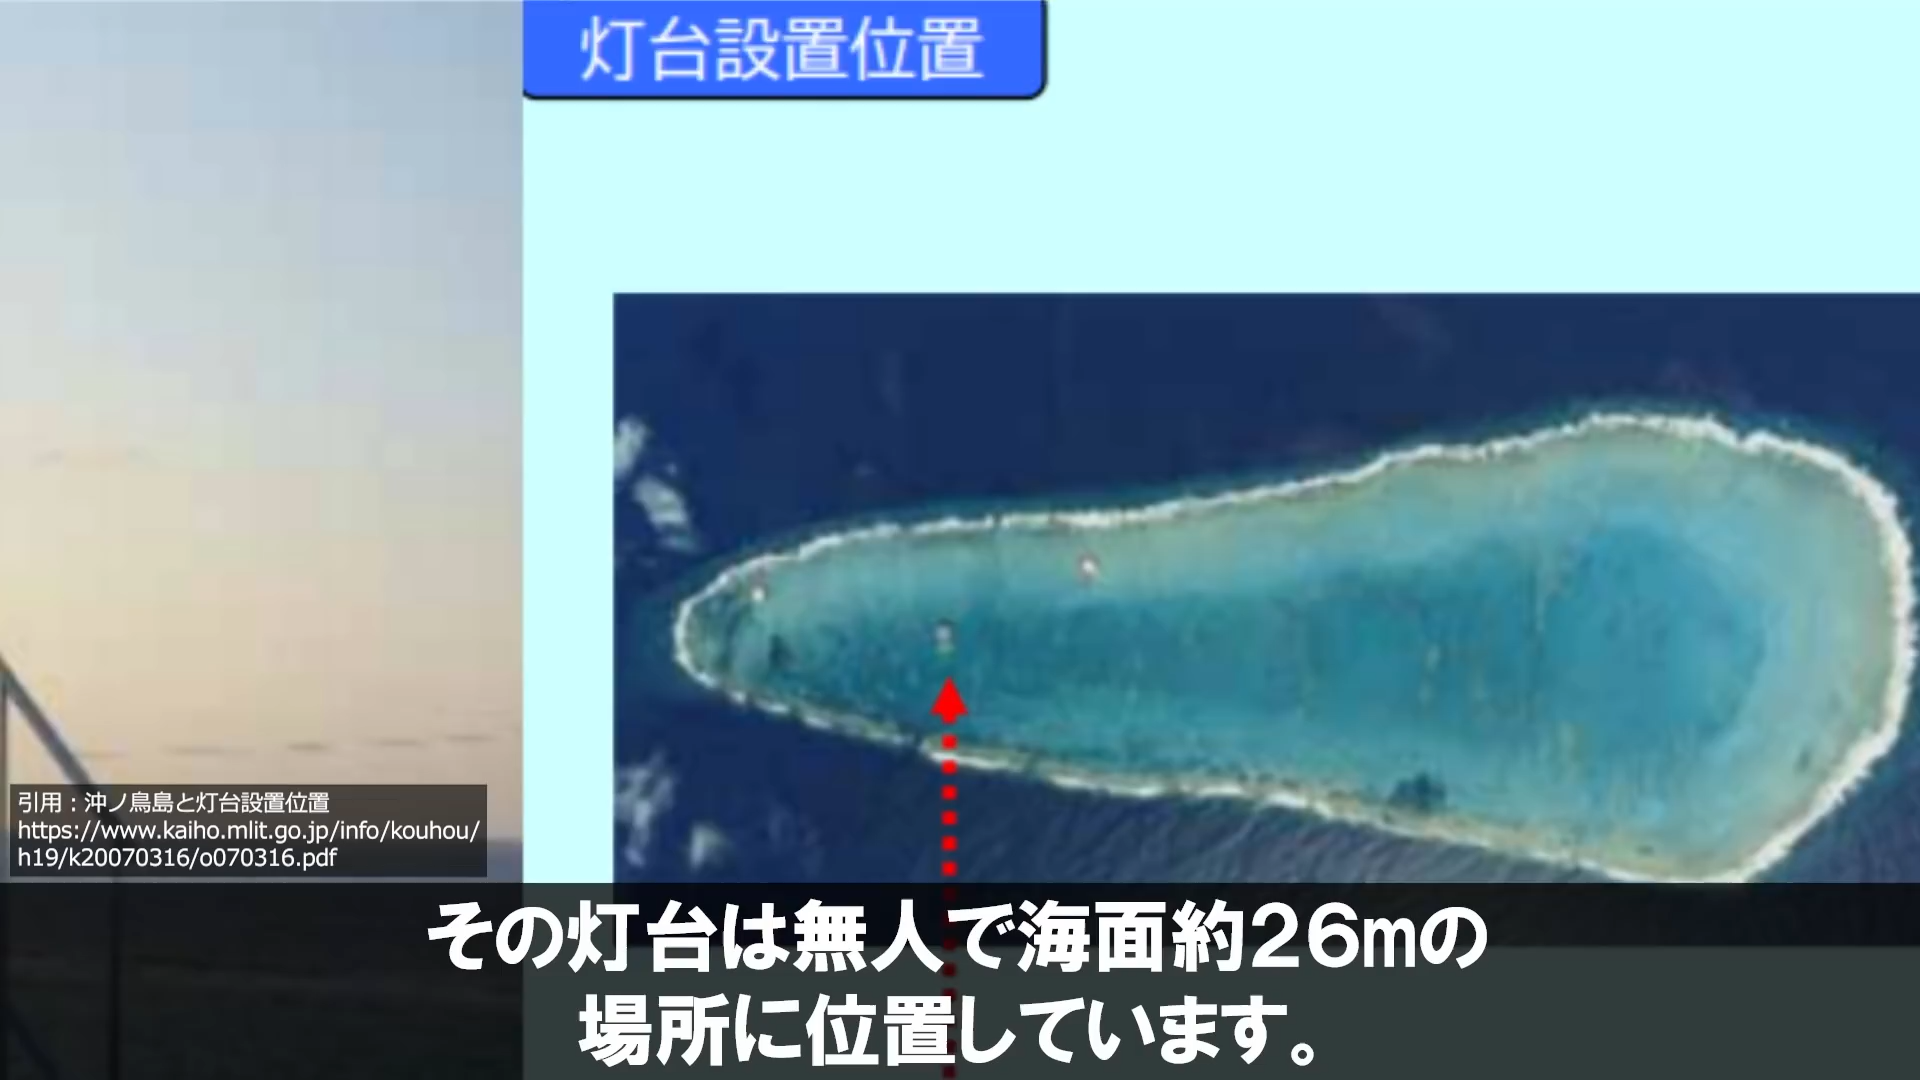 灯台設置位置
引用：沖ノ鳥島と灯台設置位置
https://www.kaiho.mlit.go.jp/info/kouhou/
h19/k20070316/o070316.pdf
その灯台は無人で海面約26mの
場所に位置しています。